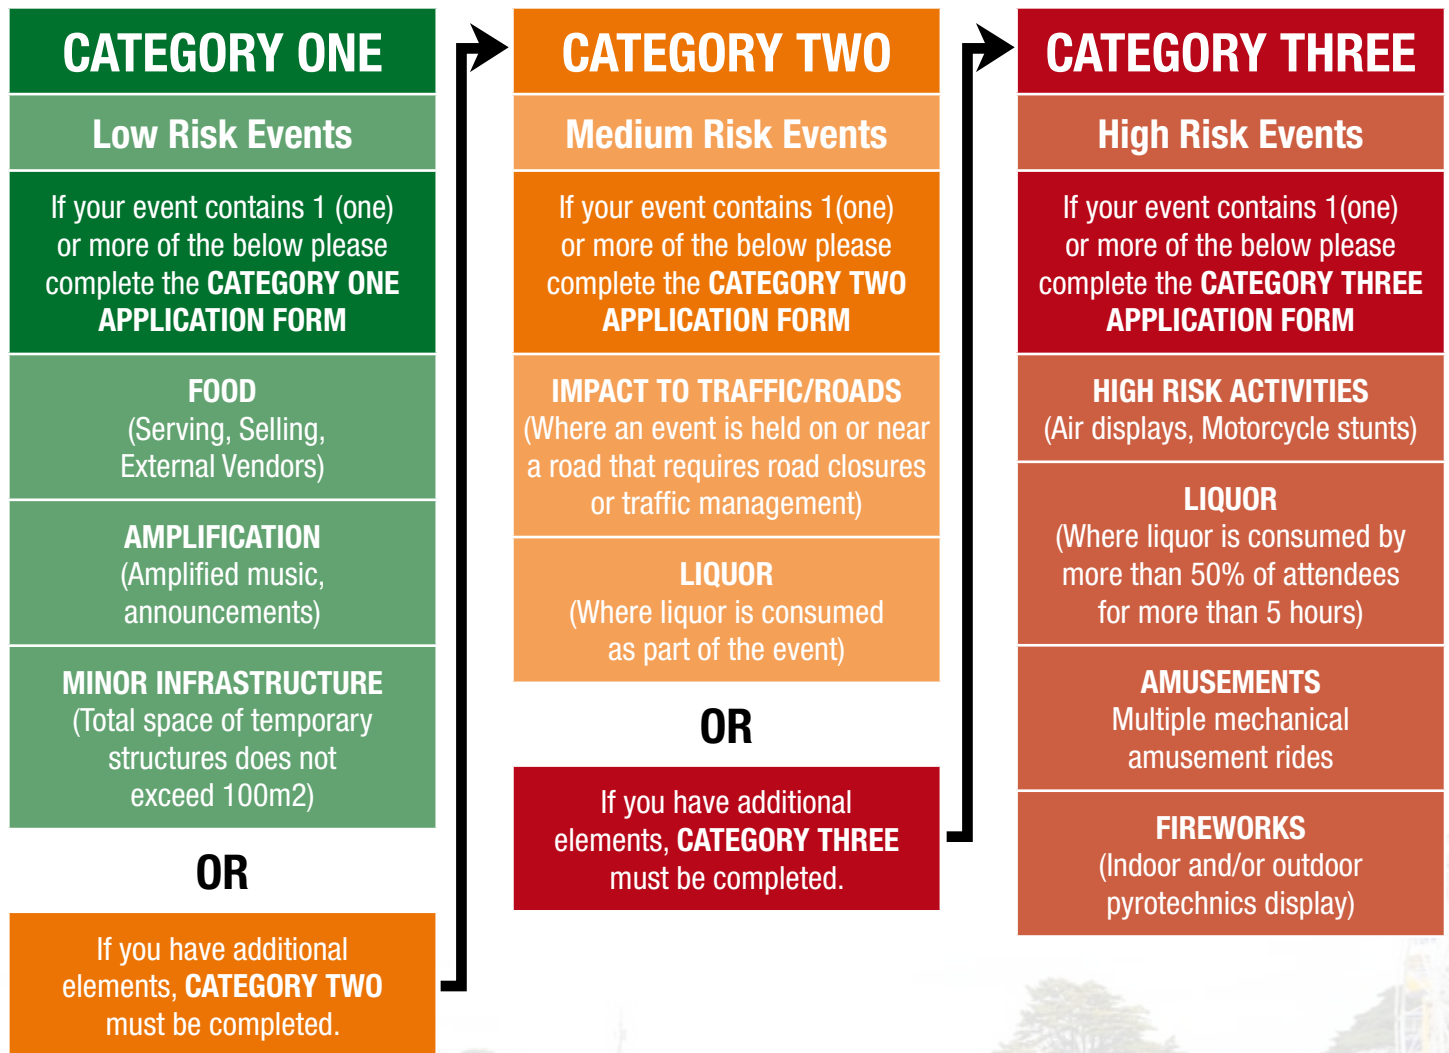 CATEGORY ONE
Low Risk Events
If your event contains 1 (one)
or more of the below please
complete the CATEGORY ONE
APPLICATION FORM
FOOD
(Serving, Selling,
External Vendors)
AMPLIFICATION
(Amplified music,
announcements)
MINOR INFRASTRUCTURE
(Total space of temporary
structures does not
exceed 100m2)
OR
If you have additional
elements, CATEGORY TWO
must be completed.
CATEGORY TWO
Medium Risk Events
If your event contains 1(one)
or more of the below please
complete the CATEGORY TWO
APPLICATION FORM
IMPACT TO TRAFFIC/ROADS
(Where an event is held on or near
a road that requires road closures
or traffic management)
LIQUOR
(Where liquor is consumed
as part of the event)
OR
If you have additional
elements, CATEGORY THREE
must be completed.
CATEGORY THREE
High Risk Events
If your event contains 1(one)
or more of the below please
complete the CATEGORY THREE
APPLICATION FORM
HIGH RISK ACTIVITIES
(Air displays, Motorcycle stunts)
LIQUOR
(Where liquor is consumed by
more than 50% of attendees
for more than 5 hours)
AMUSEMENTS
Multiple mechanical
amusement rides
FIREWORKS
(Indoor and/or outdoor
pyrotechnics display)